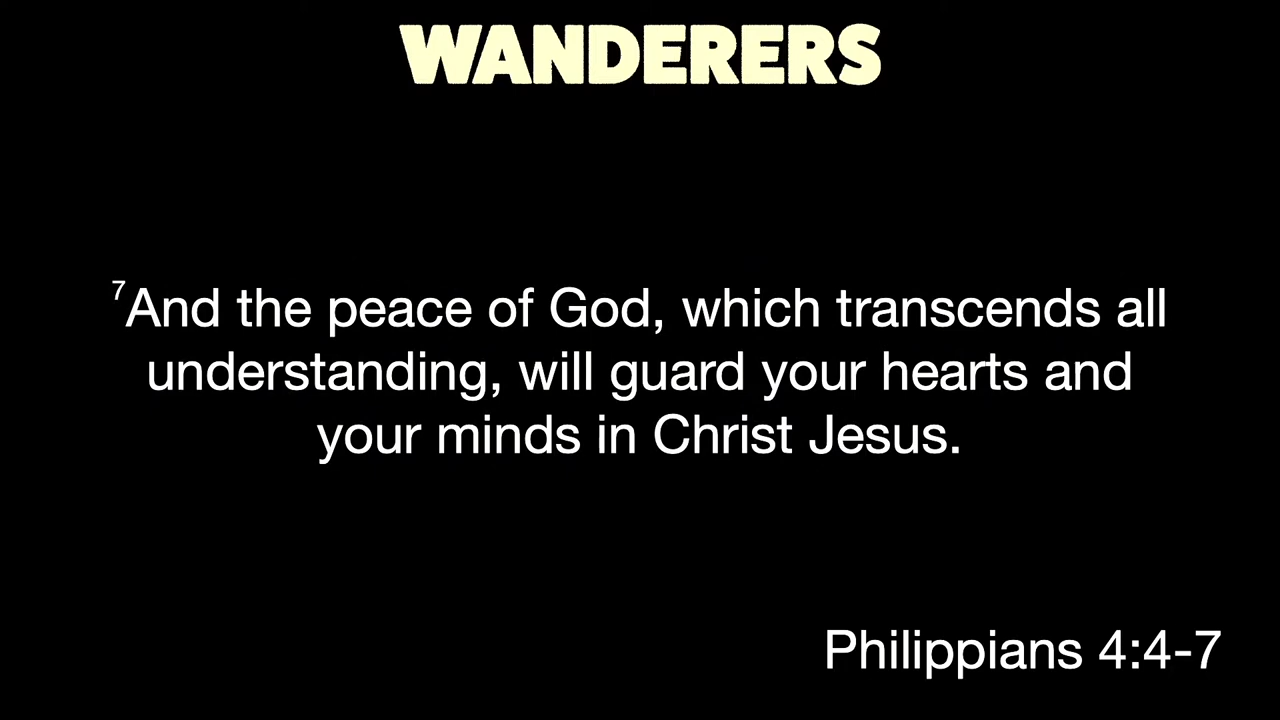 WANDERERS
⁷And the peace of God, which transcends all
understanding, will guard your hearts and
your minds in Christ Jesus.
Philippians 4:4-7